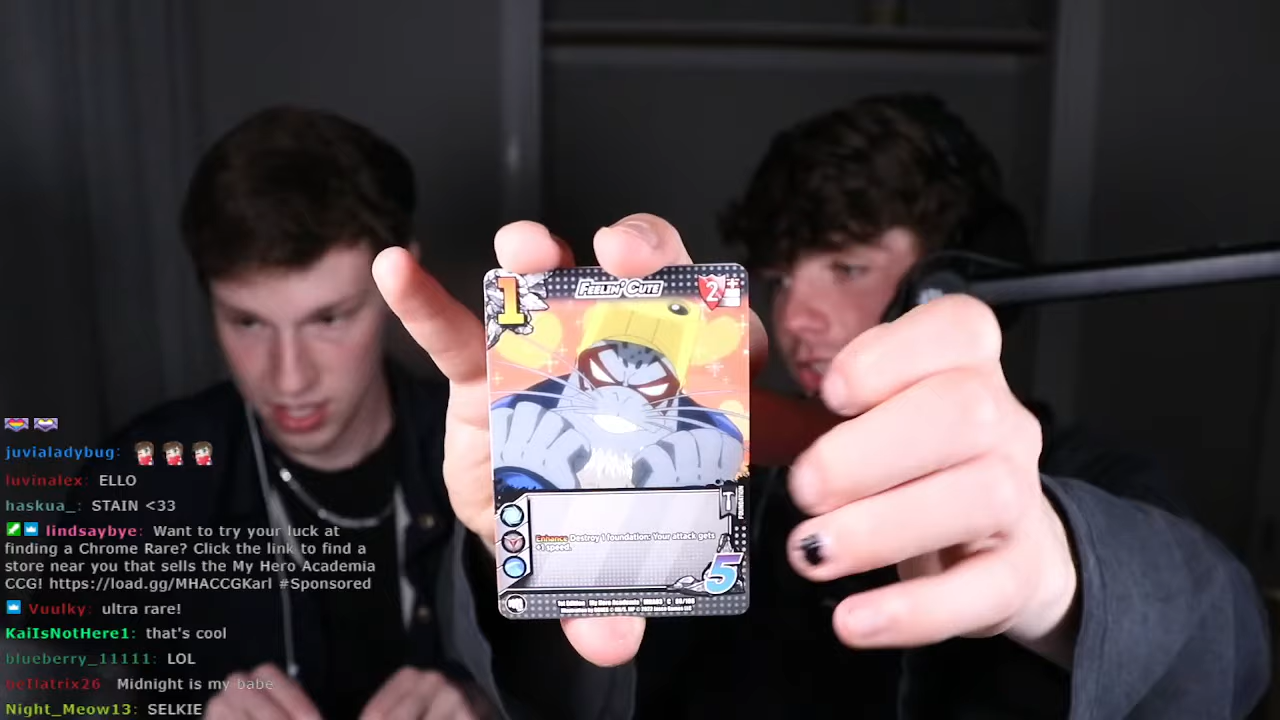 FEELIN' CUTE
1
2
Enhance Destroy 1 foundation: Your attack gets
+1 speed.
FOUNDATION
5
juvialadybug:
luvinalex: ELLO
haskua_: STAIN <33
lindsaybye: Want to try your luck at
finding a Chrome Rare? Click the link to find a
store near you that sells the My Hero Academia
CCG! https://load.gg/MHACCGKarl #Sponsored
Vuulky: ultra rare!
KaiIsNotHere1: that's cool
blueberry_11111: LOL
bellatrix26 Midnight is my babe
Night_Meow13: SELKIE